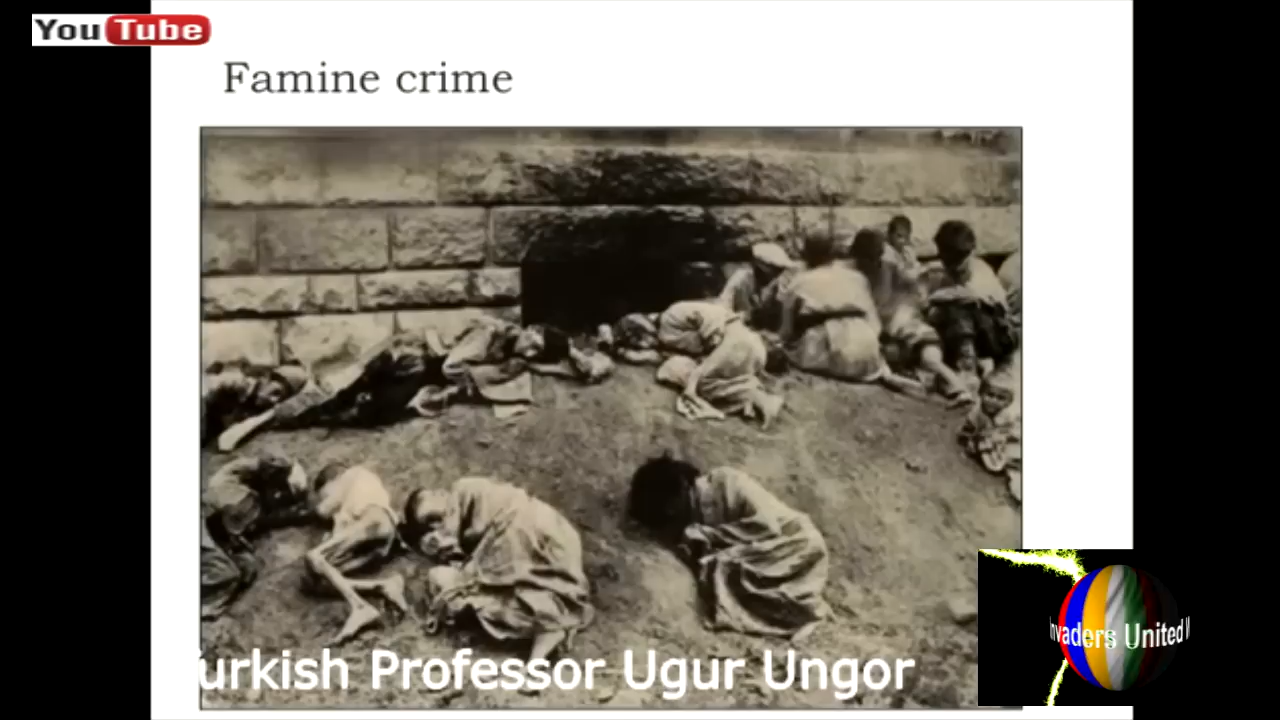 YouTube
Famine crime
urkish Professor Ugur Ungor
nvaders United